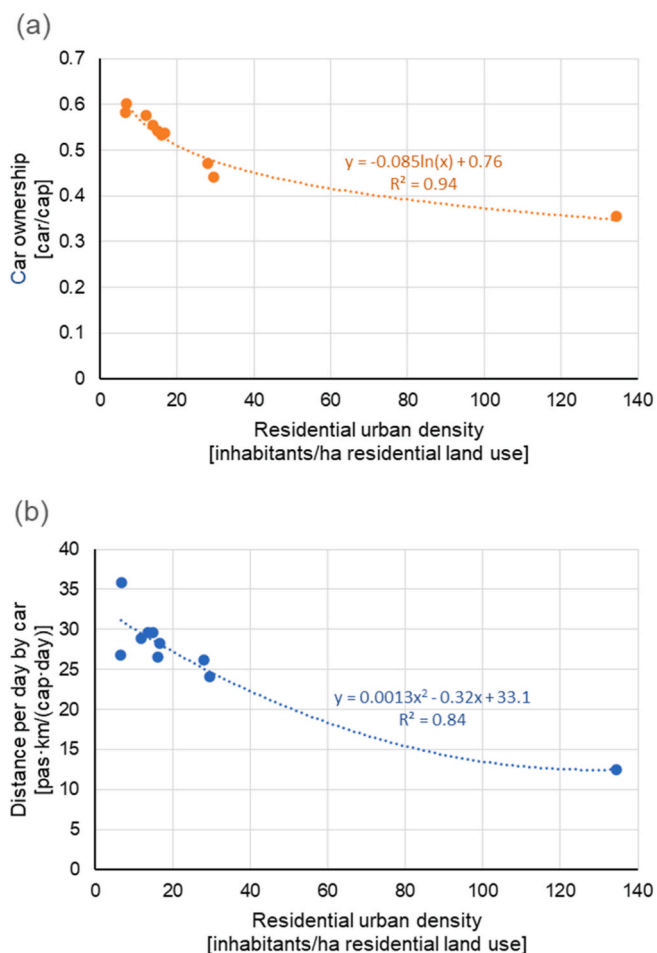 (a)
0.7
0.6
0.5
0.4
0.3
0.2
0.1
0
Car ownership
[car/cap]
y = -0.085ln(x) + 0.76
R² = 0.94
0 20 40 60 80 100 120 140
Residential urban density
[inhabitants/ha residential land use]
(b)
40
35
30
25
20
15
10
5
0
Distance per day by car
[pas·km/(cap·day)]
y = 0.0013x² - 0.32x + 33.1
R² = 0.84
0 20 40 60 80 100 120 140
Residential urban density
[inhabitants/ha residential land use]